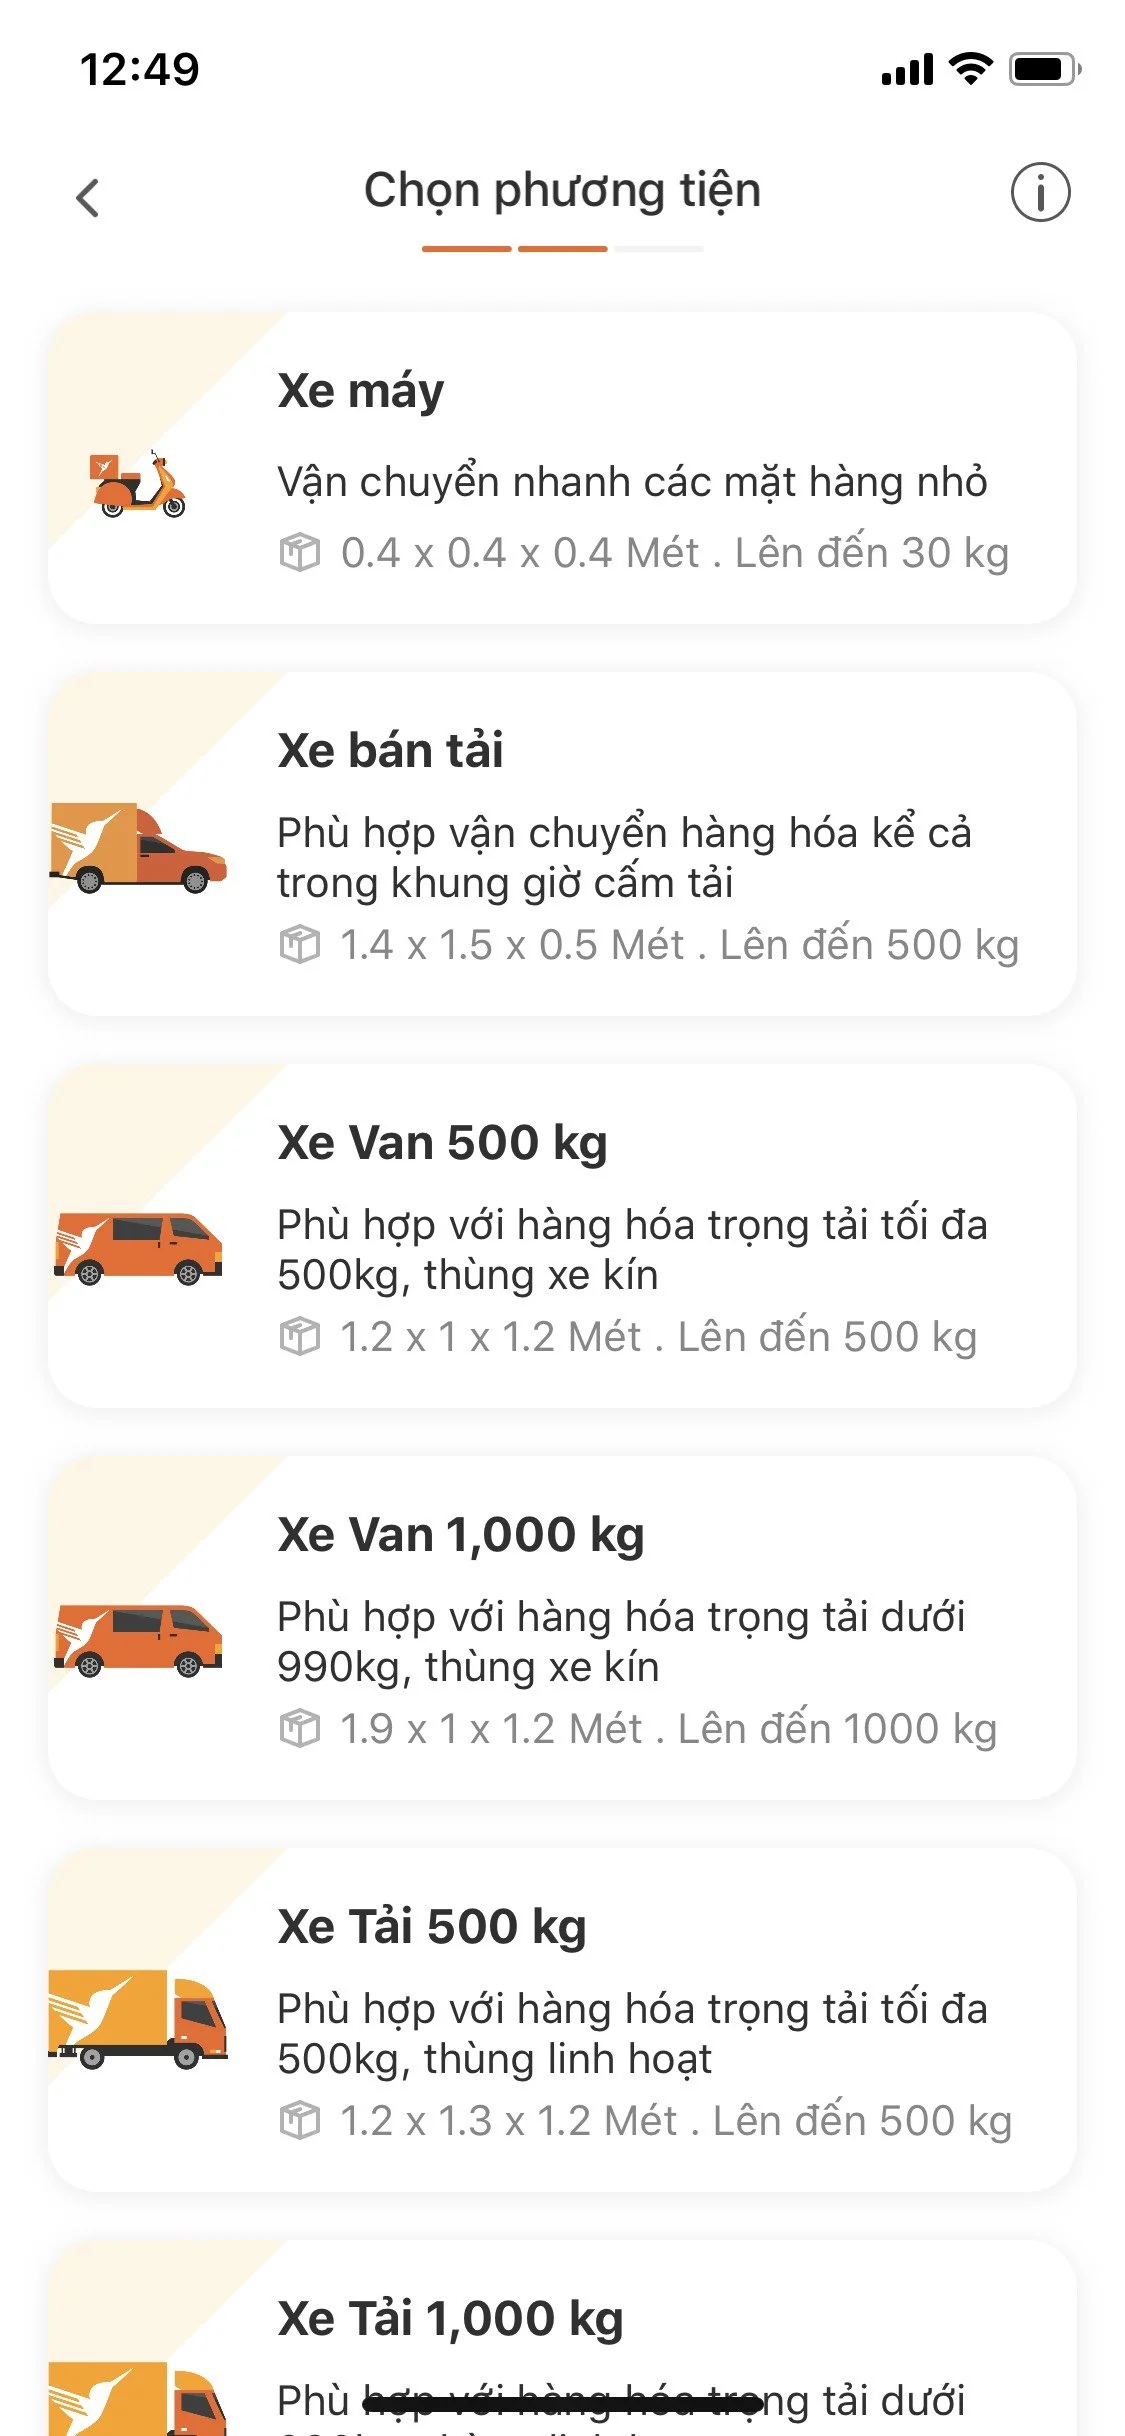 12:49
Chọn phương tiện
Xe máy
Vận chuyển nhanh các mặt hàng nhỏ
0.4 x 0.4 x 0.4 Mét . Lên đến 30 kg
Xe bán tải
Phù hợp vận chuyển hàng hóa kể cả
trong khung giờ cấm tải
1.4 x 1.5 x 0.5 Mét . Lên đến 500 kg
Xe Van 500 kg
Phù hợp với hàng hóa trọng tải tối đa
500kg, thùng xe kín
1.2 x 1 x 1.2 Mét . Lên đến 500 kg
Xe Van 1,000 kg
Phù hợp với hàng hóa trọng tải dưới
990kg, thùng xe kín
1.9 x 1 x 1.2 Mét . Lên đến 1000 kg
Xe Tải 500 kg
Phù hợp với hàng hóa trọng tải tối đa
500kg, thùng linh hoạt
1.2 x 1.3 x 1.2 Mét . Lên đến 500 kg
Xe Tải 1,000 kg
Phù hợp với hàng hóa trọng tải dưới